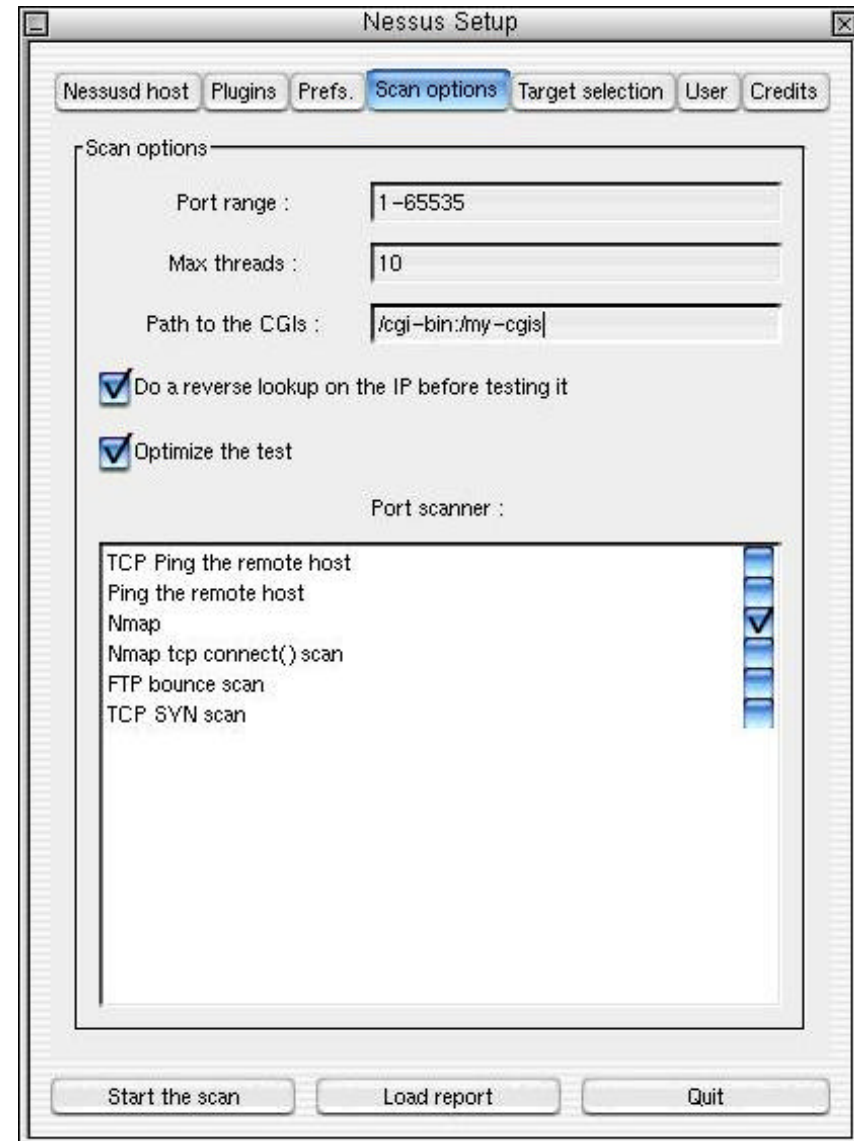 Nessus Setup
Nessusd host Plugins Prefs. Scan options Target selection User Credits
Scan options
Port range : 1-65535
Max threads : 10
Path to the CGIs : /cgi-bin:/my-cgis
Do a reverse lookup on the IP before testing it
Optimize the test
Port scanner :
TCP Ping the remote host
Ping the remote host
Nmap
Nmap tcp connect() scan
FTP bounce scan
TCP SYN scan
Start the scan Load report Quit